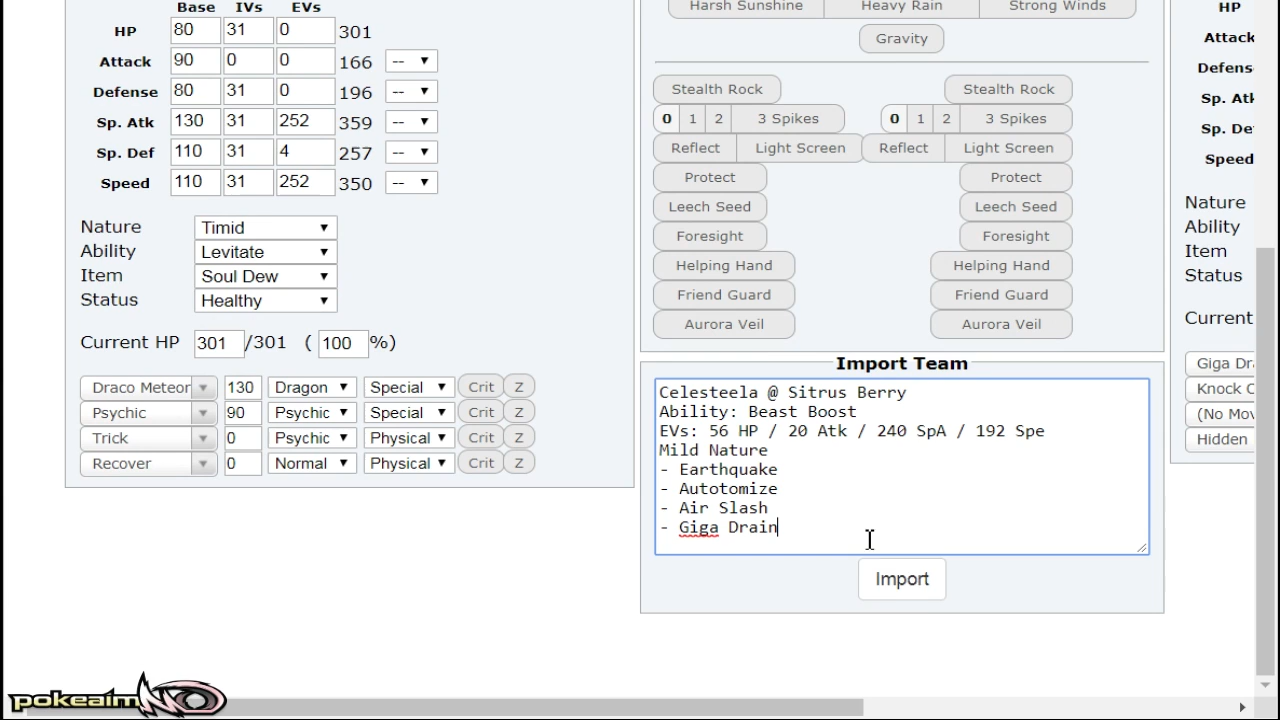 Base IVs EVs
HP 80 31 0 301
Attack 90 0 0 166 --
Defense 80 31 0 196 --
Sp. Atk 130 31 252 359 --
Sp. Def 110 31 4 257 --
Speed 110 31 252 350 --
Nature Timid
Ability Levitate
Item Soul Dew
Status Healthy
Current HP 301 /301 ( 100 %)
Draco Meteor 130 Dragon Special Crit Z
Psychic 90 Psychic Special Crit Z
Trick 0 Psychic Physical Crit Z
Recover 0 Normal Physical Crit Z
Harsh Sunshine Heavy Rain Strong Winds
Gravity
Stealth Rock Stealth Rock
0 1 2 3 Spikes 0 1 2 3 Spikes
Reflect Light Screen Reflect Light Screen
Protect Protect
Leech Seed Leech Seed
Foresight Foresight
Helping Hand Helping Hand
Friend Guard Friend Guard
Aurora Veil Aurora Veil
Import Team
Celesteela @ Sitrus Berry
Ability: Beast Boost
EVs: 56 HP / 20 Atk / 240 SpA / 192 Spe
Mild Nature
- Earthquake
- Autotomize
- Air Slash
- Giga Drain
Import
HP
Attack
Defens
Sp. Atk
Sp. De
Speed
Nature
Ability
Item
Status
Current
Giga Dr
Knock O
(No Mov
Hidden
pokeaimMD